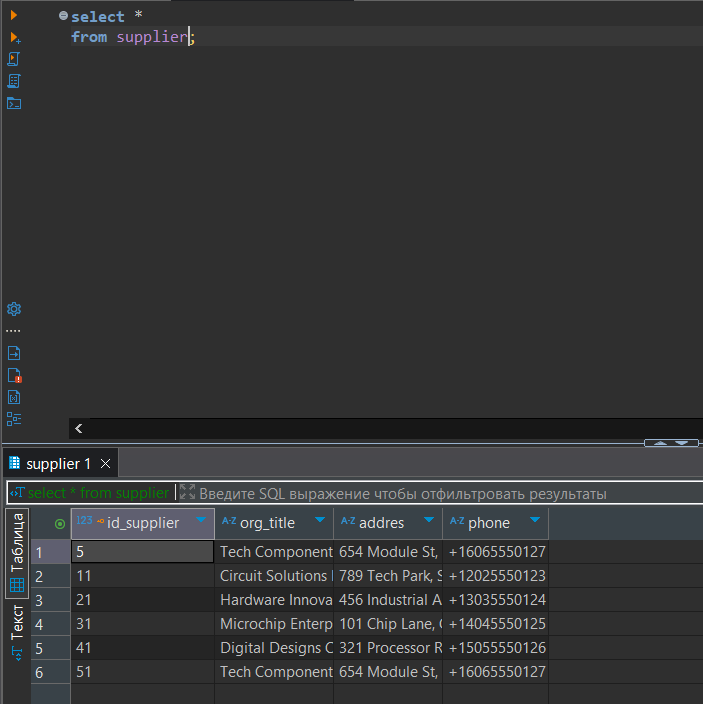 select *
from supplier;
supplier 1
select * from supplier Введите SQL выражение чтобы отфильтровать результаты
Таблица
Текст
123 id_supplier A-Z org_title A-Z addres A-Z phone
1 5 Tech Component 654 Module St, +16065550127
2 11 Circuit Solutions 789 Tech Park, S +12025550123
3 21 Hardware Innova 456 Industrial A +13035550124
4 31 Microchip Enterp 101 Chip Lane, +14045550125
5 41 Digital Designs 321 Processor R +15055550126
6 51 Tech Component 654 Module St, +16065550127